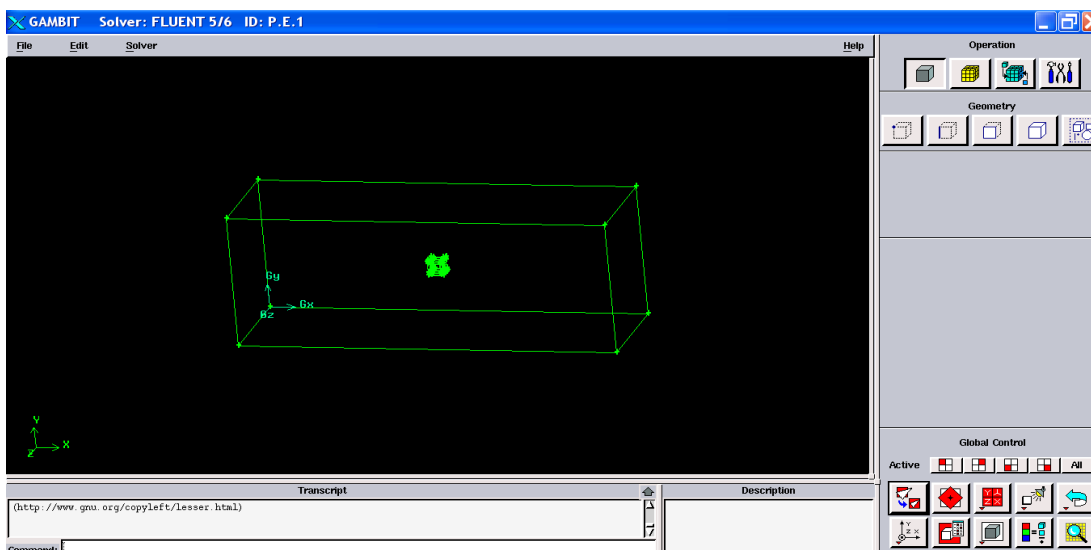 GAMBIT Solver: FLUENT 5/6 ID: P.E.1
File Edit Solver Help
Operation
Geometry
Gy
Gx
Gz
Y
X
Z
Global Control
Active All
Transcript
Description
(http://www.gnu.org/copyleft/lesser.html)
Command: